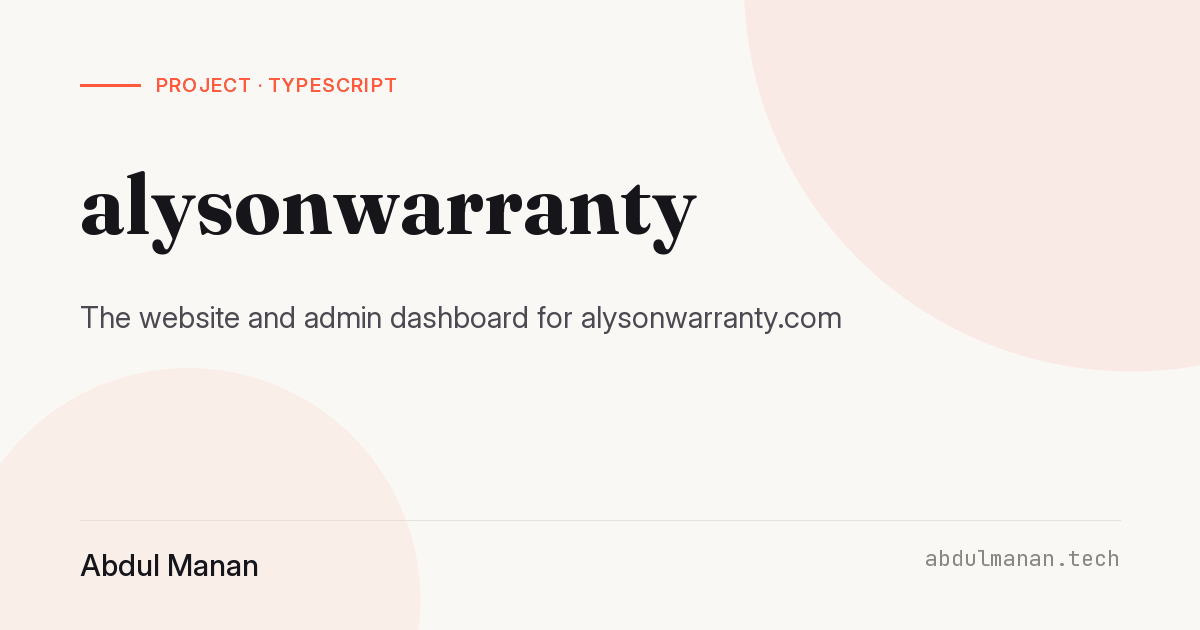 PROJECT · TYPESCRIPT
alysonwarranty
The website and admin dashboard for alysonwarranty.com
Abdul Manan
abdulmanan.tech